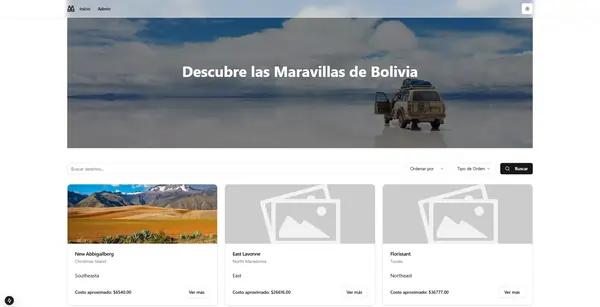 Inicio Admin
Descubre las Maravillas de Bolivia
Buscar destinos... Ordenar por Tipo de Orden Buscar
New Abbigailberg East Lavonne Florissant
Christmas Island North Macedonia Tuvalu
Southeasta East Northeast
Costo aproximado: $6540.00 Ver más Costo aproximado: $26616.00 Ver más Costo aproximado: $36777.00 Ver más